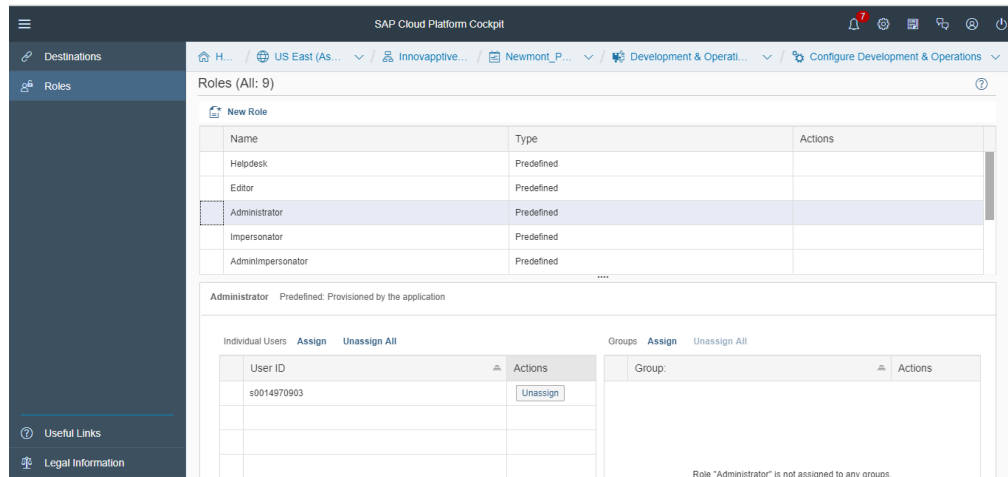 SAP Cloud Platform Cockpit
7
Destinations
Roles
H... / US East (As... / Innovapptive... / Newmont_P... / Development & Operati... / Configure Development & Operations
Roles (All: 9)
New Role
Name Type Actions
Helpdesk Predefined
Editor Predefined
Administrator Predefined
Impersonator Predefined
AdminImpersonator Predefined
Administrator Predefined: Provisioned by the application
Individual Users Assign Unassign All
User ID Actions
s0014970903 Unassign
Groups Assign Unassign All
Group: Actions
Role "Administrator" is not assigned to any groups
Useful Links
Legal Information